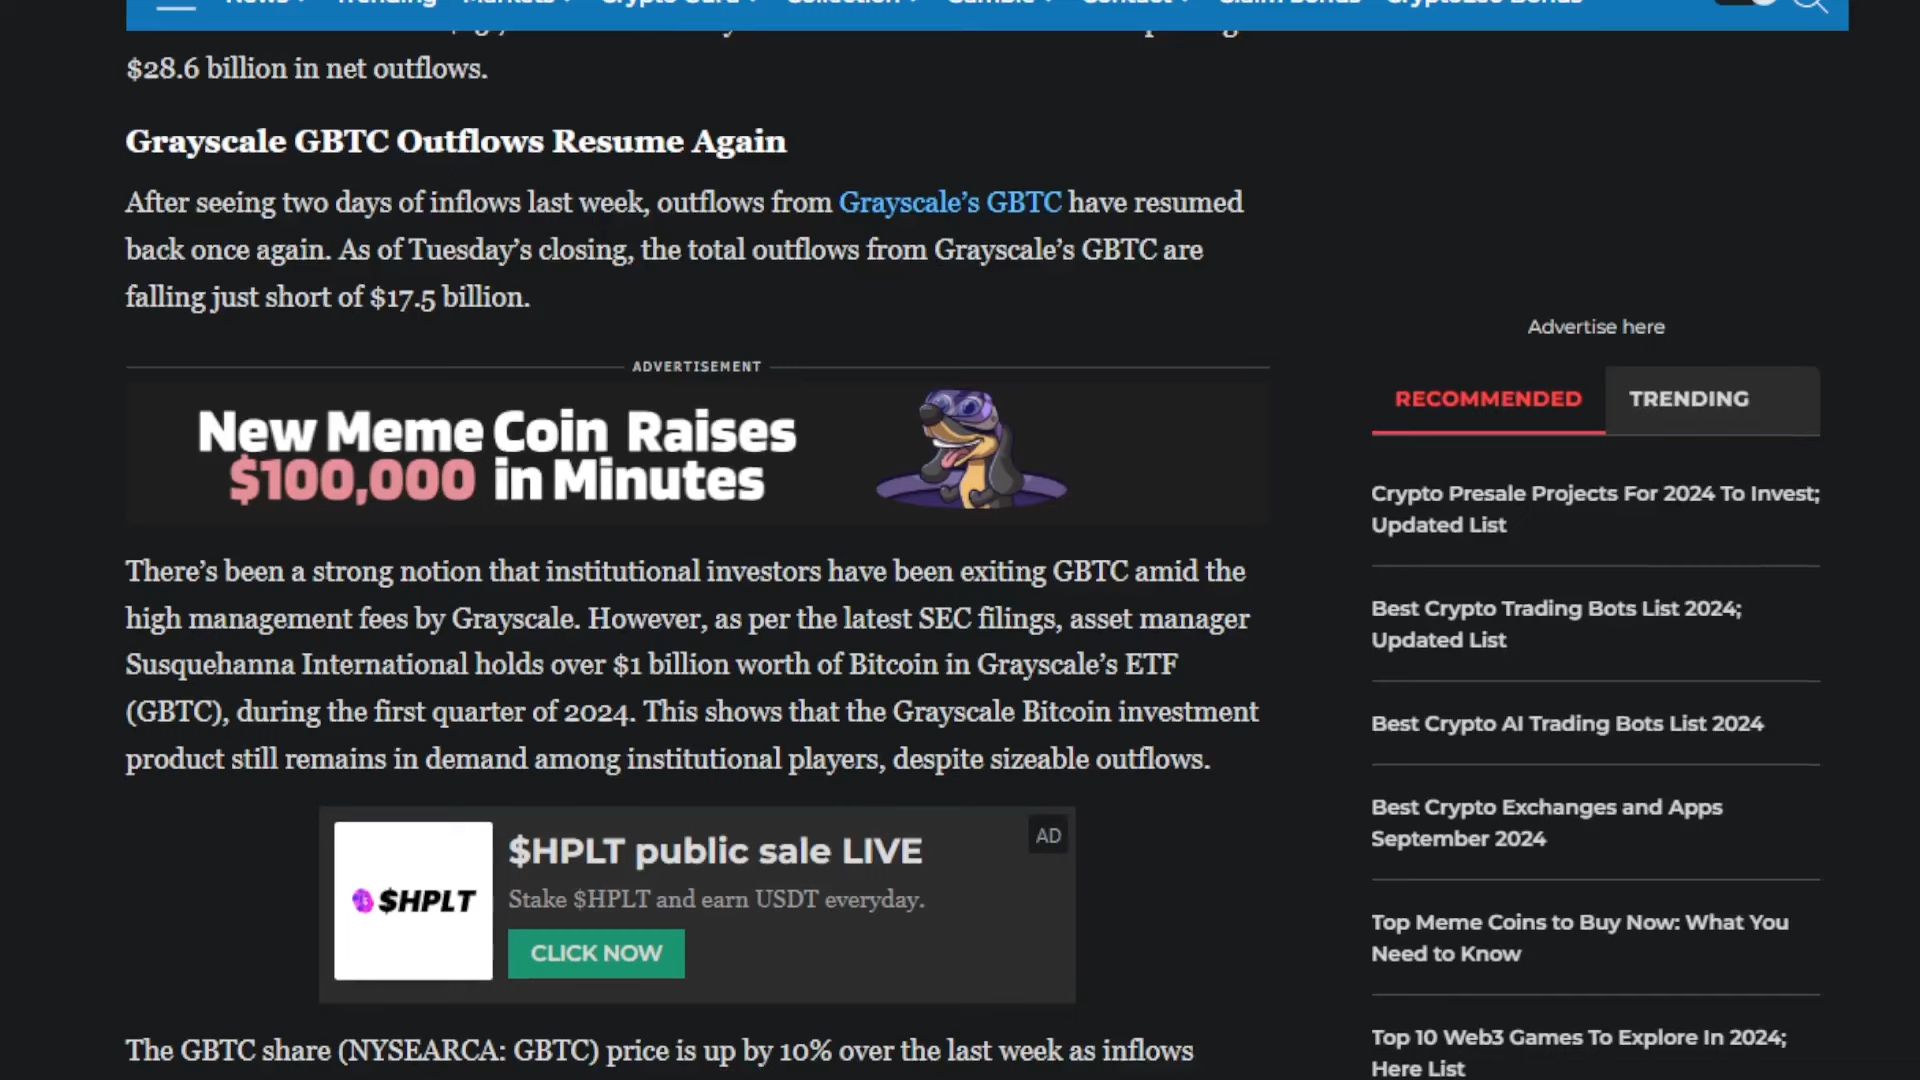 News
Trending
Markets
Contact
Claim Bonus
$28.6 billion in net outflows.
Grayscale GBTC Outflows Resume Again
After seeing two days of inflows last week, outflows from Grayscale’s GBTC have resumed
back once again. As of Tuesday’s closing, the total outflows from Grayscale’s GBTC are
falling just short of $17.5 billion.
ADVERTISEMENT
New Meme Coin Raises
$100,000 in Minutes
There’s been a strong notion that institutional investors have been exiting GBTC amid the
high management fees by Grayscale. However, as per the latest SEC filings, asset manager
Susquehanna International holds over $1 billion worth of Bitcoin in Grayscale’s ETF
(GBTC), during the first quarter of 2024. This shows that the Grayscale Bitcoin investment
product still remains in demand among institutional players, despite sizeable outflows.
$HPLT
$HPLT public sale LIVE
AD
Stake $HPLT and earn USDT everyday.
CLICK NOW
The GBTC share (NYSEARCA: GBTC) price is up by 10% over the last week as inflows
Advertise here
RECOMMENDED
TRENDING
Crypto Presale Projects For 2024 To Invest;
Updated List
Best Crypto Trading Bots List 2024;
Updated List
Best Crypto AI Trading Bots List 2024
Best Crypto Exchanges and Apps
September 2024
Top Meme Coins to Buy Now: What You
Need to Know
Top 10 Web3 Games To Explore In 2024;
Here List